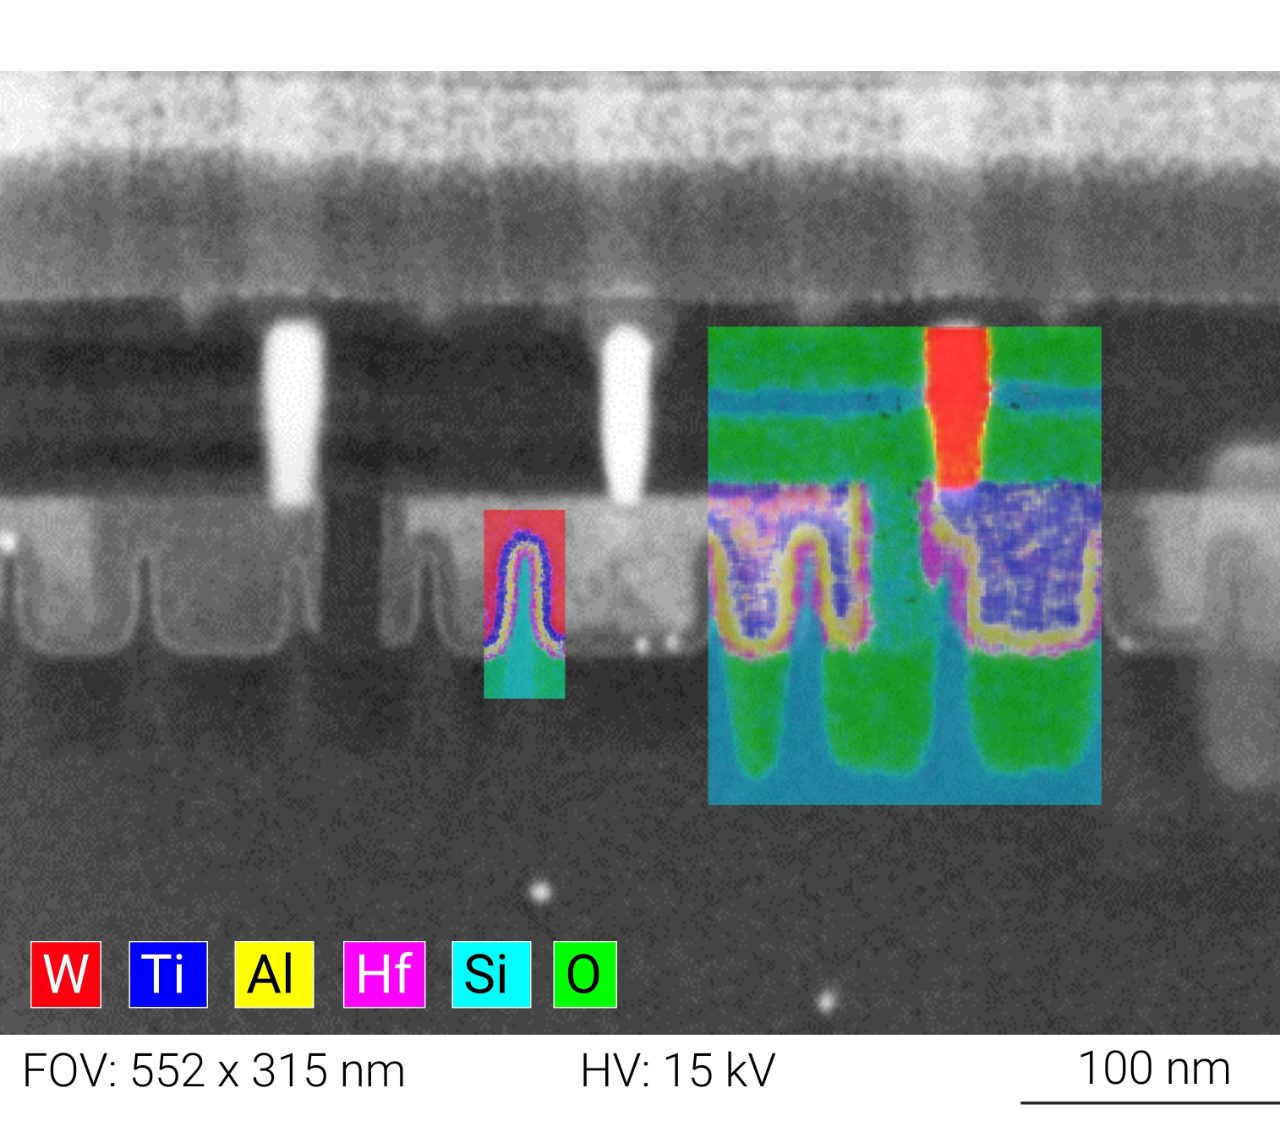 W Ti Al Hf Si O
FOV: 552 x 315 nm HV: 15 kV 100 nm